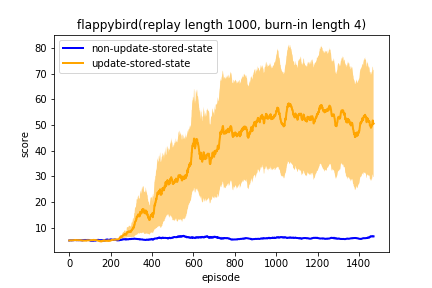 flappybird(replay length 1000, burn-in length 4)
non-update-stored-state
update-stored-state
score
80
70
60
50
40
30
20
10
0 200 400 600 800 1000 1200 1400
episode